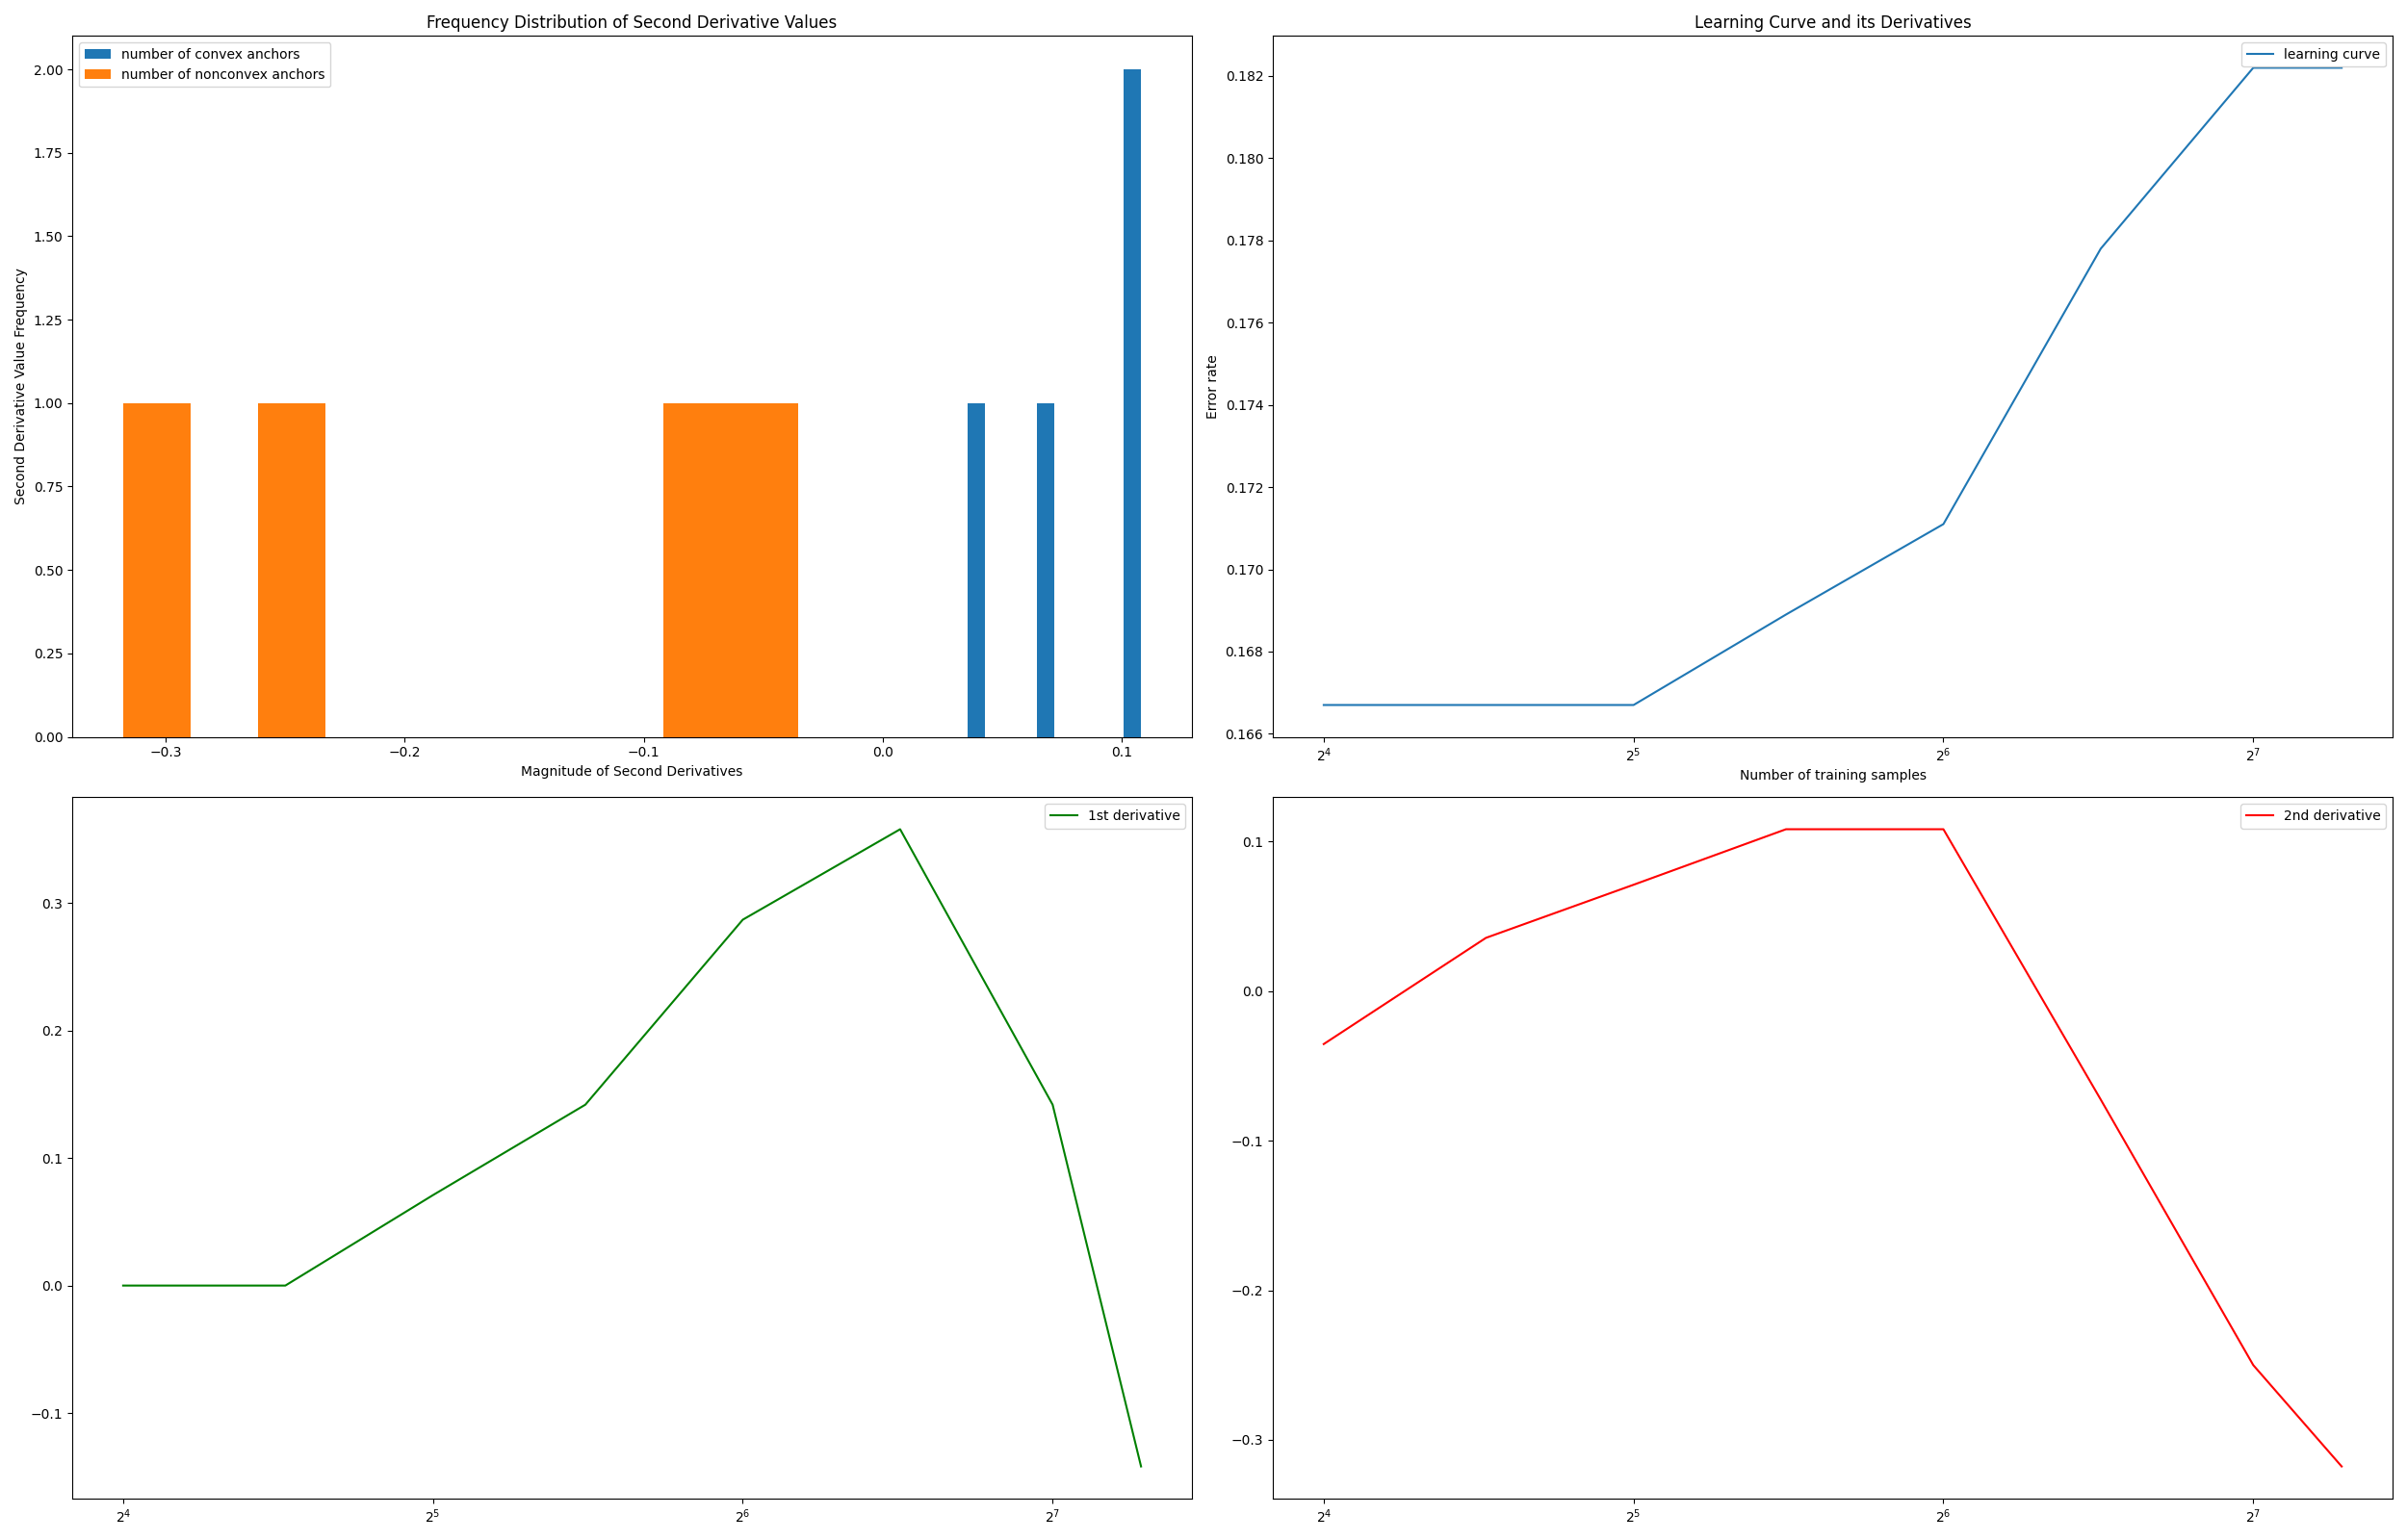 Frequency Distribution of Second Derivative Values
number of convex anchors
number of nonconvex anchors
2.00
1.75
1.50
1.25
1.00
0.75
0.50
0.25
0.00
Second Derivative Value Frequency
−0.3 −0.2 −0.1 0.0 0.1
Magnitude of Second Derivatives
Learning Curve and its Derivatives
learning curve
0.182
0.180
0.178
0.176
0.174
0.172
0.170
0.168
0.166
Error rate
2⁴ 2⁵ 2⁶ 2⁷
Number of training samples
1st derivative
0.3
0.2
0.1
0.0
−0.1
2⁴ 2⁵ 2⁶ 2⁷
2nd derivative
0.1
0.0
−0.1
−0.2
−0.3
2⁴ 2⁵ 2⁶ 2⁷